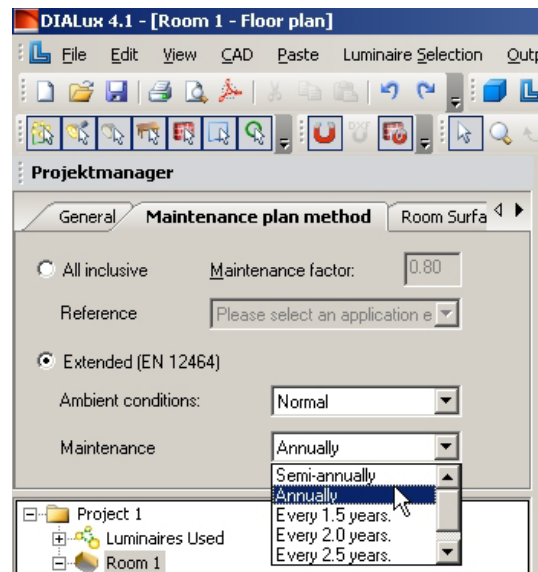 DIALux 4.1 - [Room 1 - Floor plan]
File Edit View CAD Paste Luminaire Selection Outp
Projektmanager
General Maintenance plan method Room Surfa
All inclusive Maintenance factor: 0.80
Reference Please select an application e
Extended (EN 12464)
Ambient conditions: Normal
Maintenance Annually
Semi-annually
Annually
Every 1.5 years.
Every 2.0 years.
Every 2.5 years.
Project 1
Luminaires Used
Room 1